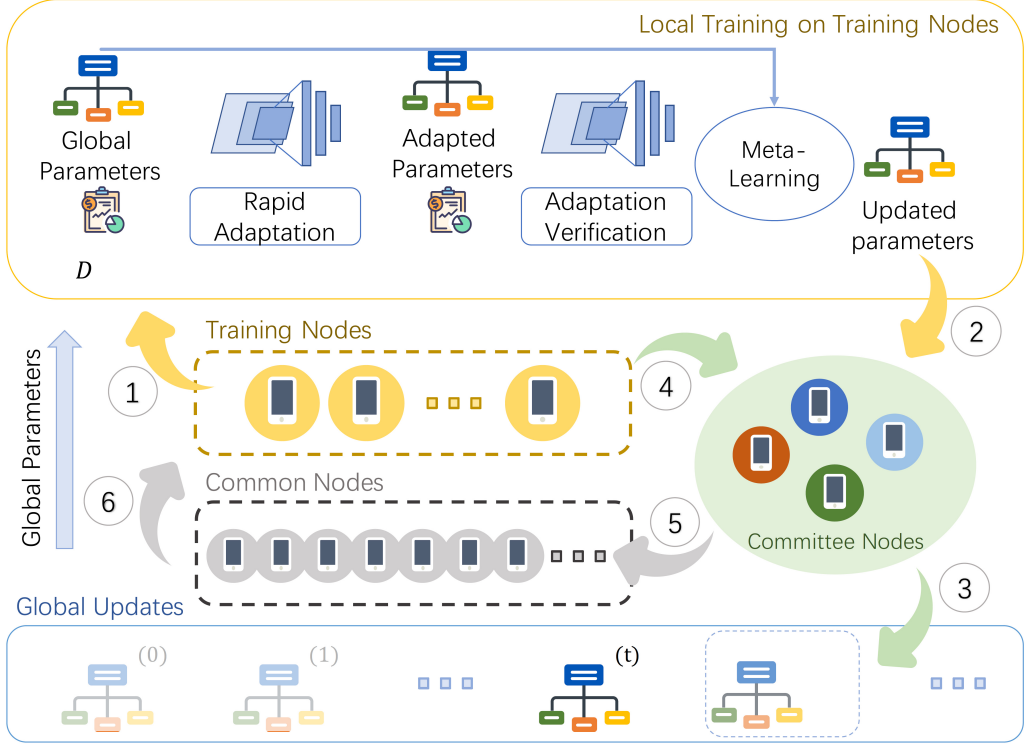 Local Training on Training Nodes
Global
Parameters
D
Rapid
Adaptation
Adapted
Parameters
Adaptation
Verification
Meta-
Learning
Updated
parameters
Global Parameters
1
Training Nodes
4
2
6
Common Nodes
5
Committee Nodes
3
Global Updates
(0)
(1)
(t)